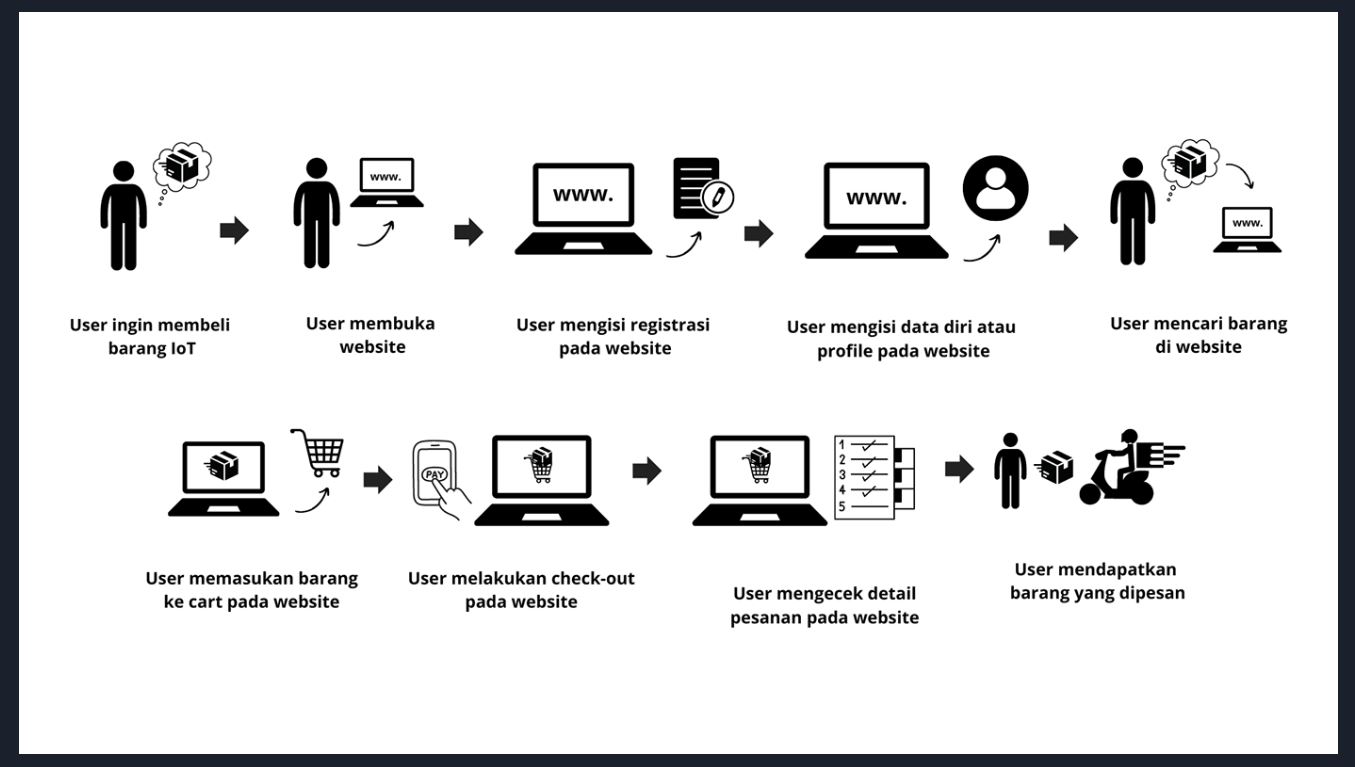 www.
www.
www.
www.
User ingin membeli
barang IoT
User membuka
website
User mengisi registrasi
pada website
User mengisi data diri atau
profile pada website
User mencari barang
di website
PAY
1
2
3
4
5
User memasukan barang
ke cart pada website
User melakukan check-out
pada website
User mengecek detail
pesanan pada website
User mendapatkan
barang yang dipesan